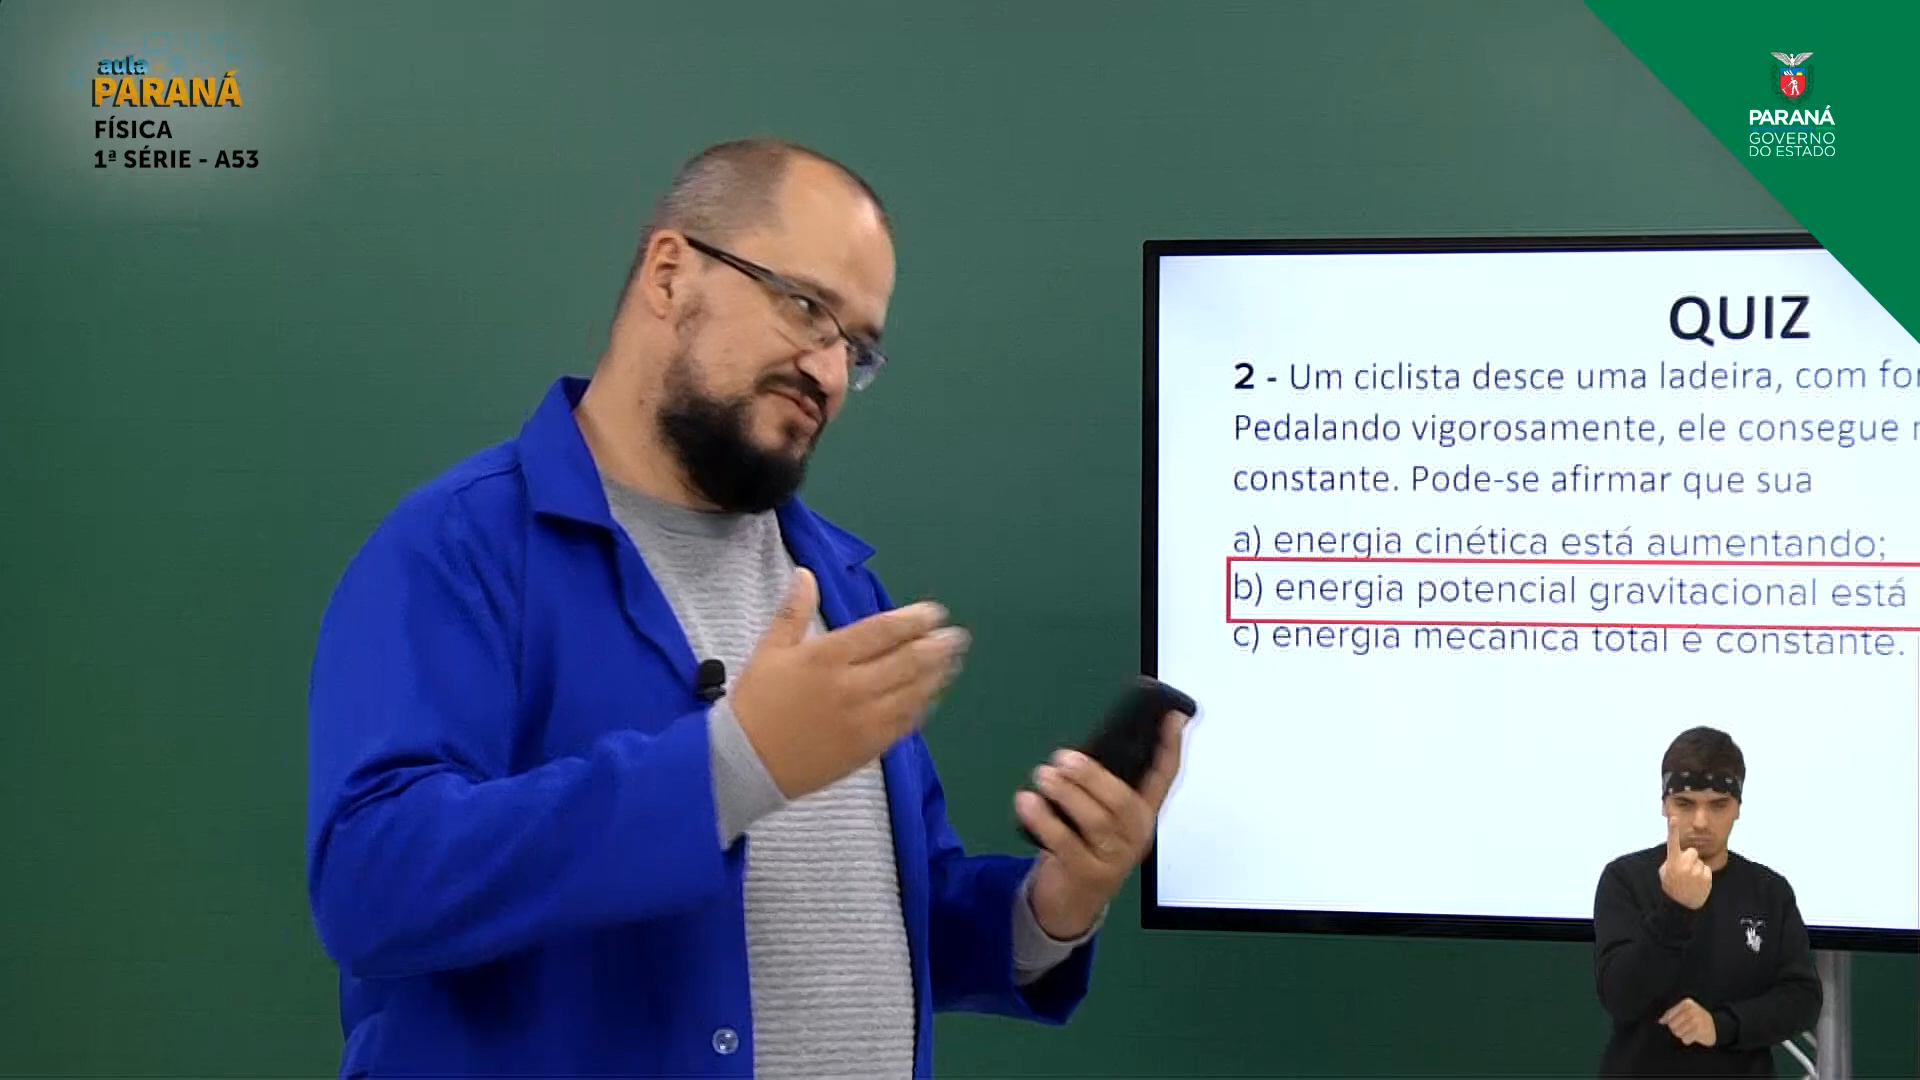 aula
PARANÁ
FÍSICA
1ª SÉRIE - A53
PARANÁ
GOVERNO
DO ESTADO
QUIZ
2 - Um ciclista desce uma ladeira, com
Pedalando vigorosamente, ele consegue
constante. Pode-se afirmar que sua
a) energia cinética está aumentando;
b) energia potencial gravitacional está
c) energia mecânica total é constante.